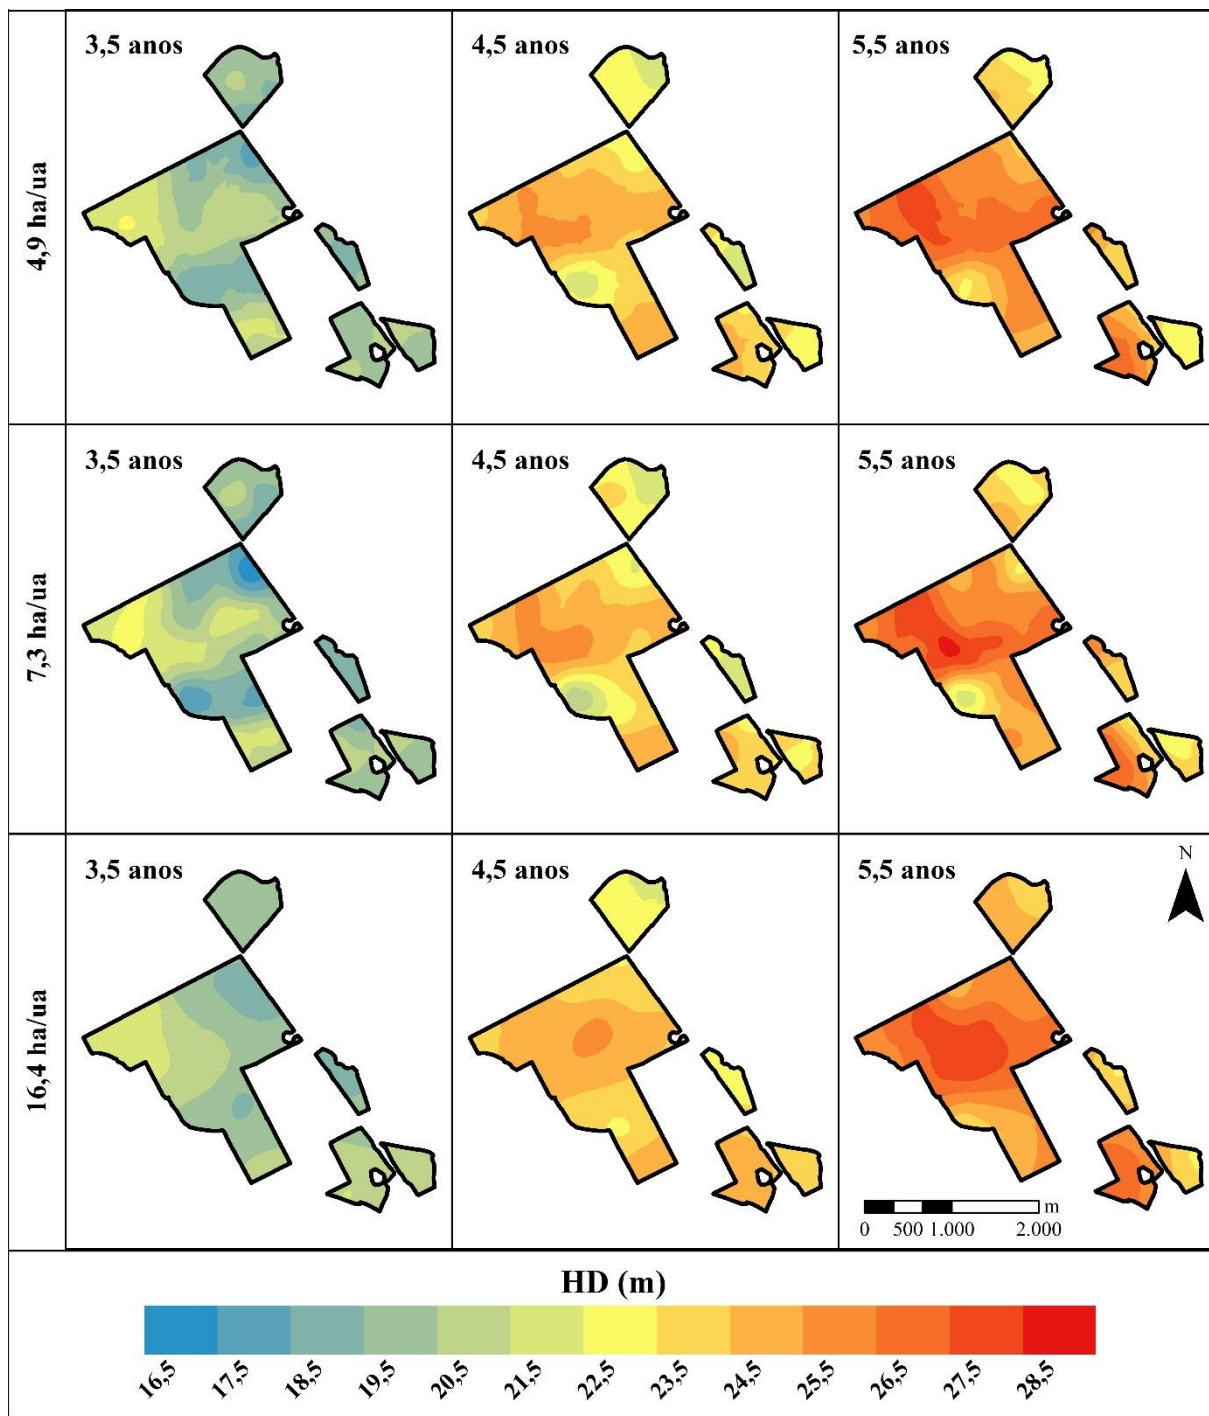 3,5 anos 4,5 anos 5,5 anos
4,9 ha/ua
3,5 anos 4,5 anos 5,5 anos
7,3 ha/ua
3,5 anos 4,5 anos 5,5 anos
N
16,4 ha/ua
m
0 500 1.000 2.000
HD (m)
16,5 17,5 18,5 19,5 20,5 21,5 22,5 23,5 24,5 25,5 26,5 27,5 28,5